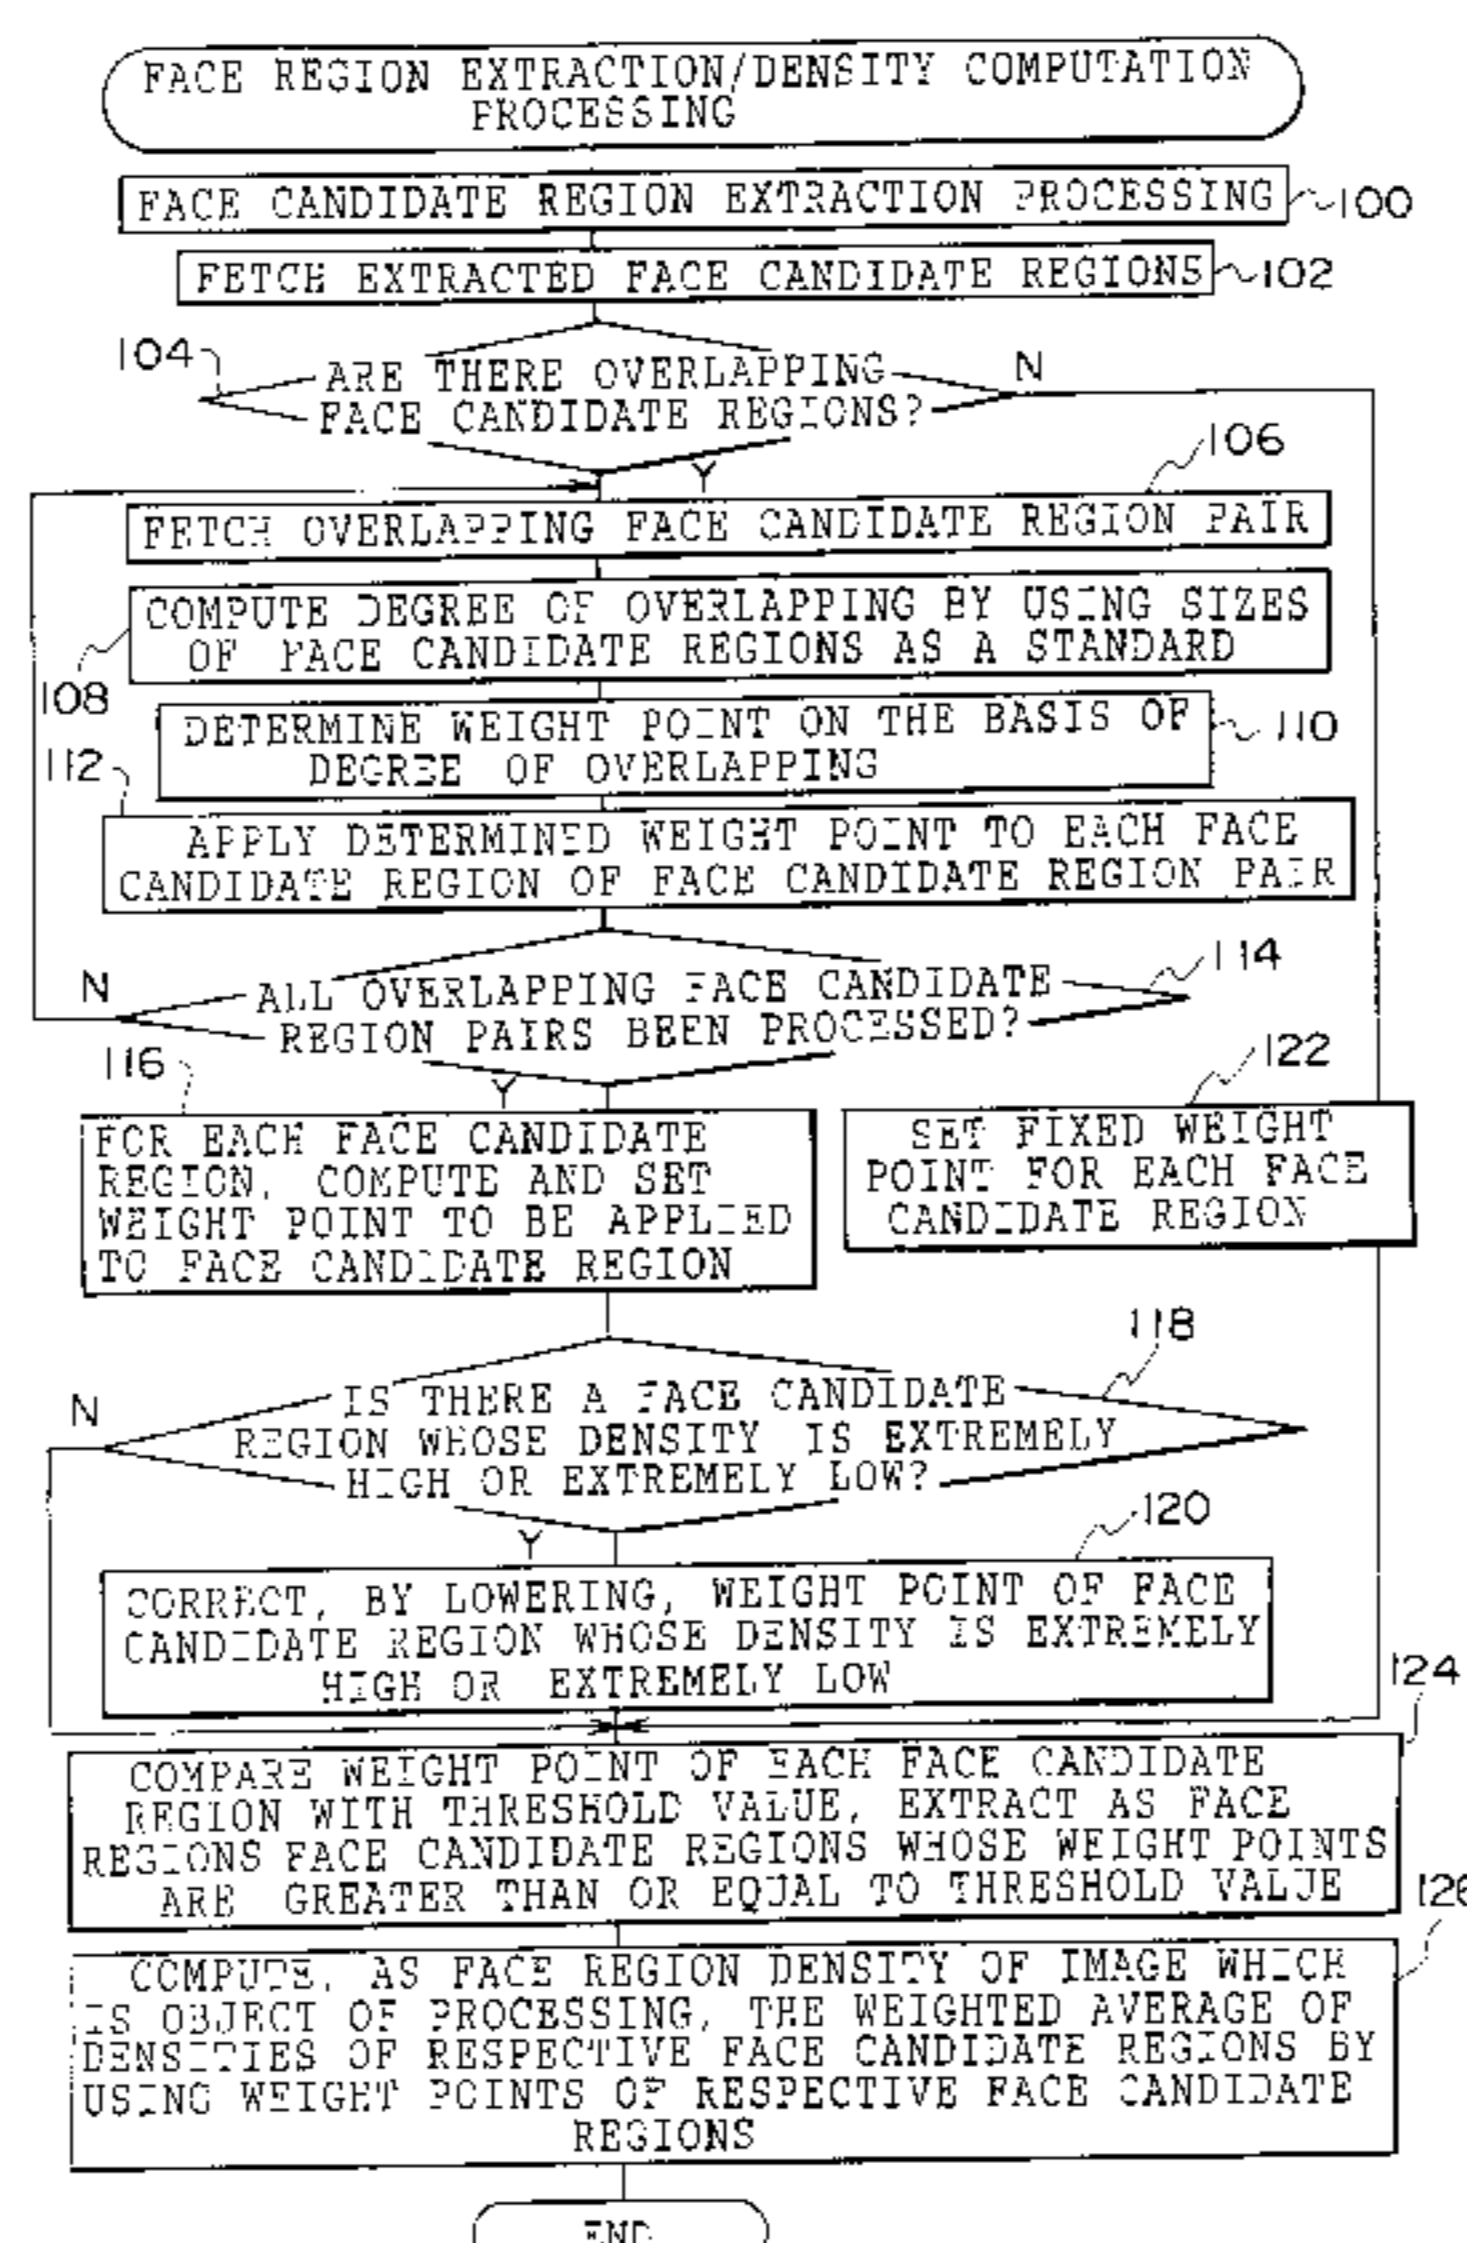 FACE REGION EXTRACTION/DENSITY COMPUTATION
PROCESSING
FACE CANDIDATE REGION EXTRACTION PROCESSING
100
FETCH EXTRACTED FACE CANDIDATE REGIONS
102
104
ARE THERE OVERLAPPING
FACE CANDIDATE REGIONS?
N
Y
106
FETCH OVERLAPPING FACE CANDIDATE REGION PAIR
COMPUTE DEGREE OF OVERLAPPING BY USING SIZES
OF FACE CANDIDATE REGIONS AS A STANDARD
108
DETERMINE WEIGHT POINT ON THE BASIS OF
DEGREE OF OVERLAPPING
110
112
APPLY DETERMINED WEIGHT POINT TO EACH FACE
CANDIDATE REGION OF FACE CANDIDATE REGION PAIR
114
N
ALL OVERLAPPING FACE CANDIDATE
REGION PAIRS BEEN PROCESSED?
Y
116
FOR EACH FACE CANDIDATE
REGION, COMPUTE AND SET
WEIGHT POINT TO BE APPLIED
TO FACE CANDIDATE REGION
122
SET FIXED WEIGHT
POINT FOR EACH FACE
CANDIDATE REGION
118
N
IS THERE A FACE CANDIDATE
REGION WHOSE DENSITY IS EXTREMELY
HIGH OR EXTREMELY LOW?
Y
120
CORRECT, BY LOWERING, WEIGHT POINT OF FACE
CANDIDATE REGION WHOSE DENSITY IS EXTREMELY
HIGH OR EXTREMELY LOW
124
COMPARE WEIGHT POINT OF EACH FACE CANDIDATE
REGION WITH THRESHOLD VALUE, EXTRACT AS FACE
REGIONS FACE CANDIDATE REGIONS WHOSE WEIGHT POINTS
ARE GREATER THAN OR EQUAL TO THRESHOLD VALUE
126
COMPUTE, AS FACE REGION DENSITY OF IMAGE WHICH
IS OBJECT OF PROCESSING, THE WEIGHTED AVERAGE OF
DENSITIES OF RESPECTIVE FACE CANDIDATE REGIONS BY
USING WEIGHT POINTS OF RESPECTIVE FACE CANDIDATE
REGIONS
END